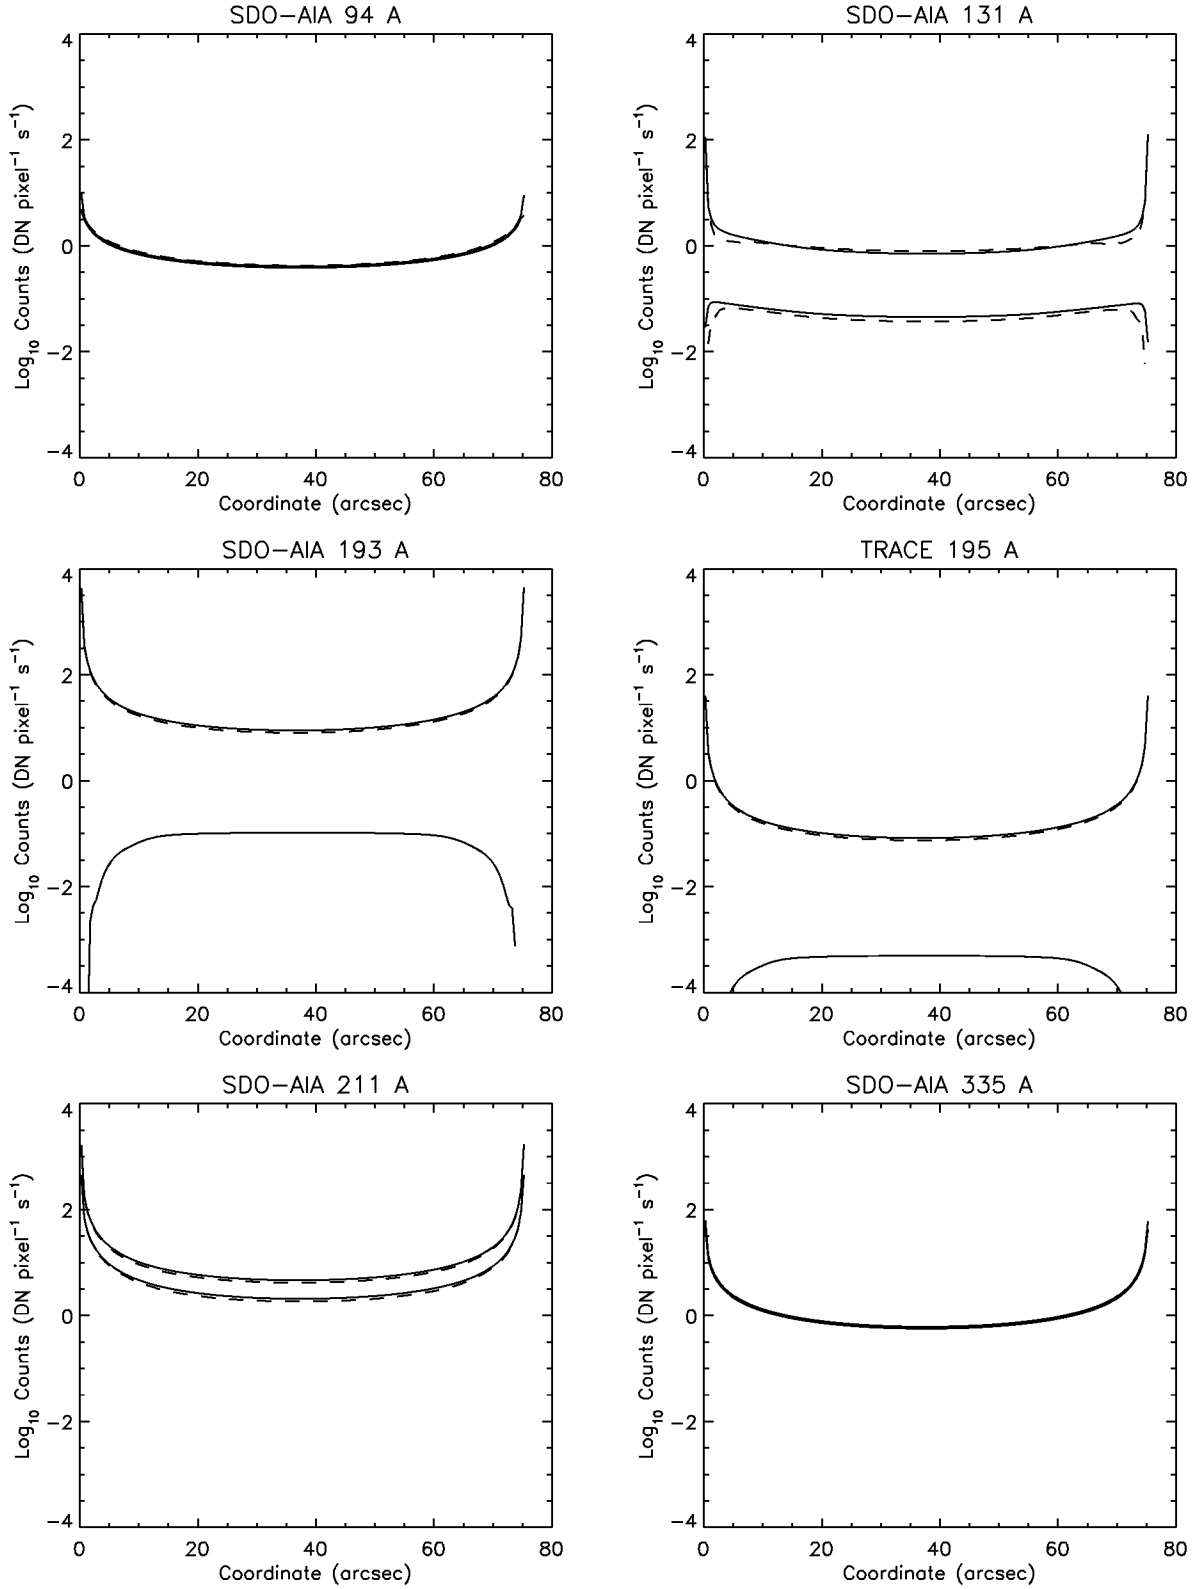 SDO-AIA 94 A
4
2
0
-2
-4
Log10 Counts (DN pixel-1 s-1)
0 20 40 60 80
Coordinate (arcsec)
SDO-AIA 131 A
4
2
0
-2
-4
Log10 Counts (DN pixel-1 s-1)
0 20 40 60 80
Coordinate (arcsec)
SDO-AIA 193 A
4
2
0
-2
-4
Log10 Counts (DN pixel-1 s-1)
0 20 40 60 80
Coordinate (arcsec)
TRACE 195 A
4
2
0
-2
-4
Log10 Counts (DN pixel-1 s-1)
0 20 40 60 80
Coordinate (arcsec)
SDO-AIA 211 A
4
2
0
-2
-4
Log10 Counts (DN pixel-1 s-1)
0 20 40 60 80
Coordinate (arcsec)
SDO-AIA 335 A
4
2
0
-2
-4
Log10 Counts (DN pixel-1 s-1)
0 20 40 60 80
Coordinate (arcsec)